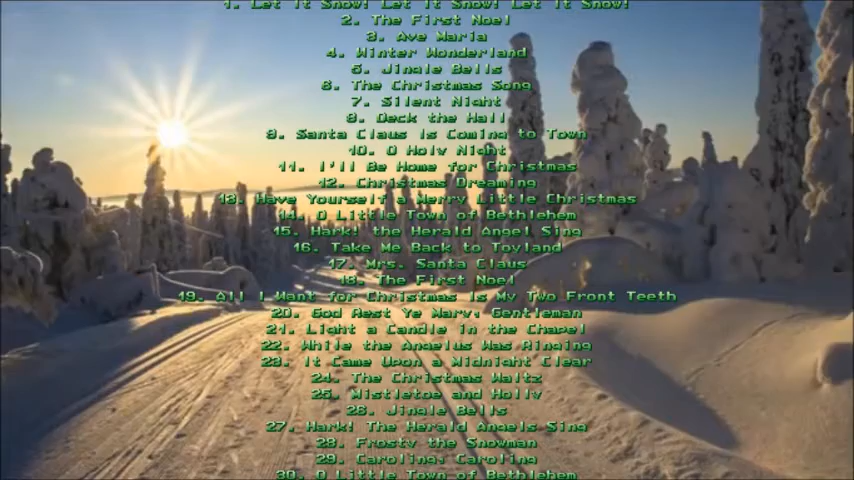 1. Let It Snow! Let It Snow! Let It Snow!
2. The First Noel
3. Ave Maria
4. Winter Wonderland
5. Jingle Bells
6. The Christmas Song
7. Silent Night
8. Deck the Hall
9. Santa Claus Is Coming to Town
10. O Holy Night
11. I'll Be Home for Christmas
12. Christmas Dreaming
13. Have Yourself a Merry Little Christmas
14. O Little Town of Bethlehem
15. Hark! the Herald Angel Sing
16. Take Me Back to Toyland
17. Mrs. Santa Claus
18. The First Noel
19. All I Want for Christmas Is My Two Front Teeth
20. God Rest Ye Mary, Gentleman
21. Light a Candle in the Chapel
22. While the Angelus Was Ringing
23. It Came Upon a Midnight Clear
24. The Christmas Waltz
25. Mistletoe and Holly
26. Jingle Bells
27. Hark! The Herald Angels Sing
28. Frosty the Snowman
29. Caroling, Caroling
30. O Little Town of Bethlehem